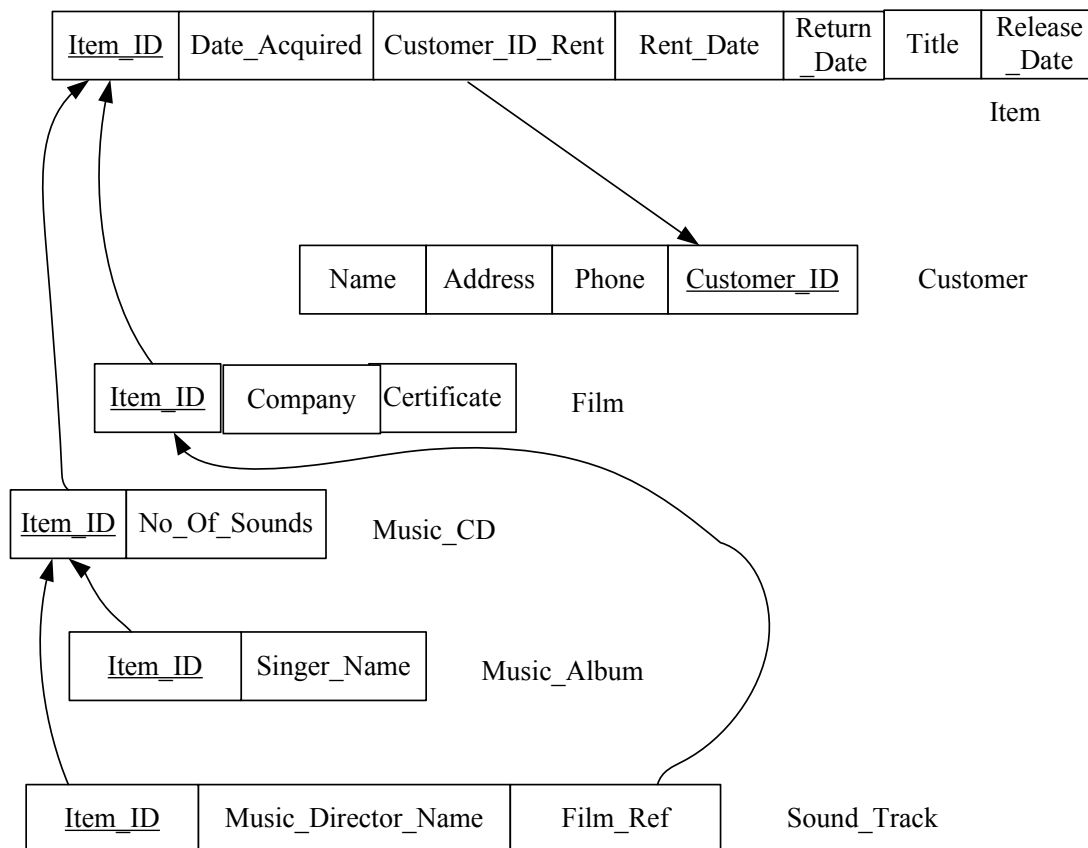 Item_ID Date_Acquired Customer_ID_Rent Rent_Date Return _Date Title Release _Date
Item
Name Address Phone Customer_ID Customer
Item_ID Company Certificate Film
Item_ID No_Of_Sounds Music_CD
Item_ID Singer_Name Music_Album
Item_ID Music_Director_Name Film_Ref Sound_Track